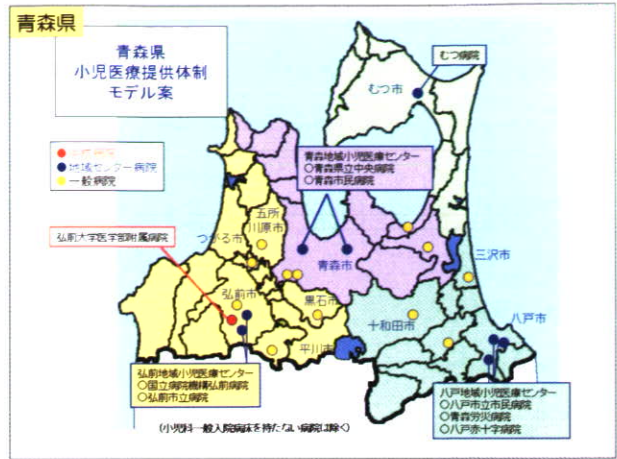 青森県
青森県
小児医療提供体制
モデル案
むつ病院
むつ市
地域センター病院
一般病院
青森地域小児医療センター
○青森県立中央病院
○青森市民病院
五所
川原市
つがる市
弘前大学医学部附属病院
青森市
三沢市
弘前市
黒石市
十和田市
八戸市
平川市
弘前地域小児医療センター
○国立病院機構弘前病院
○弘前市立病院
八戸地域小児医療センター
○八戸市立市民病院
○青森労災病院
○八戸赤十字病院
(小児科一般入院病床を持たない病院は除く)